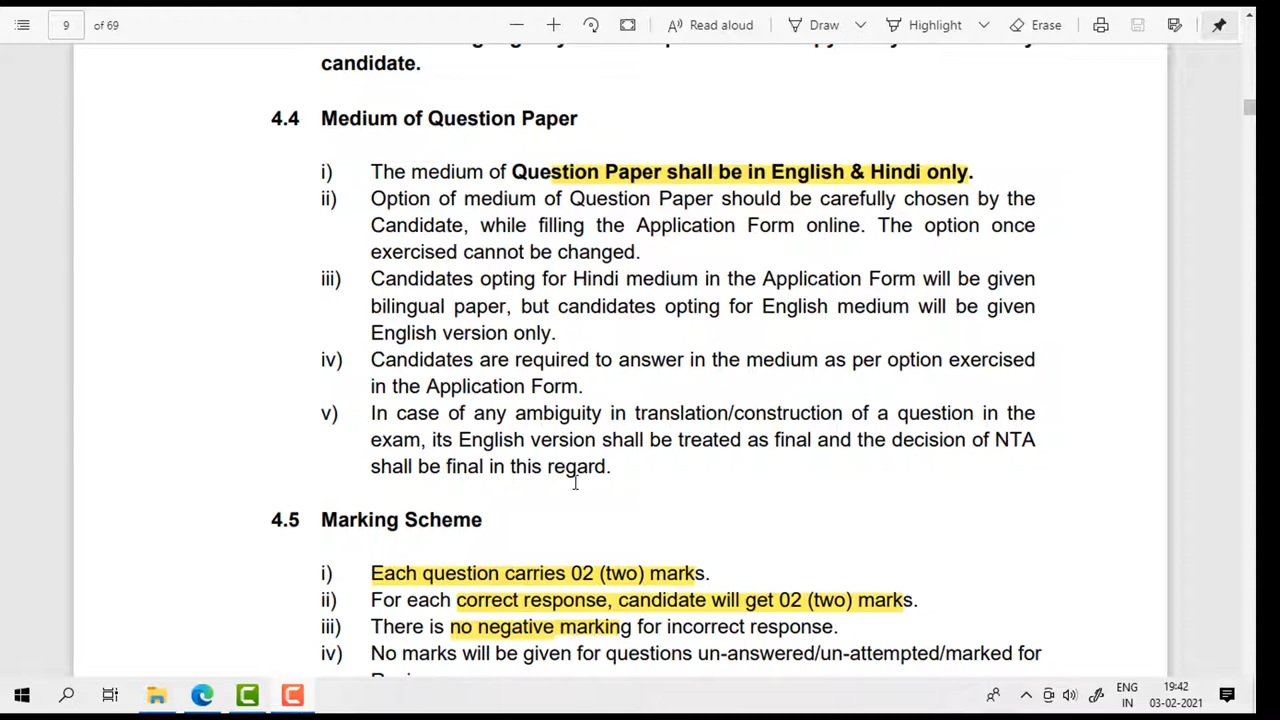 9 of 69
Read aloud
Draw
Highlight
Erase
candidate.
4.4 Medium of Question Paper
i) The medium of Question Paper shall be in English & Hindi only.
ii) Option of medium of Question Paper should be carefully chosen by the
Candidate, while filling the Application Form online. The option once
exercised cannot be changed.
iii) Candidates opting for Hindi medium in the Application Form will be given
bilingual paper, but candidates opting for English medium will be given
English version only.
iv) Candidates are required to answer in the medium as per option exercised
in the Application Form.
v) In case of any ambiguity in translation/construction of a question in the
exam, its English version shall be treated as final and the decision of NTA
shall be final in this regard.
4.5 Marking Scheme
i) Each question carries 02 (two) marks.
ii) For each correct response, candidate will get 02 (two) marks.
iii) There is no negative marking for incorrect response.
iv) No marks will be given for questions un-answered/un-attempted/marked for
ENG
IN
19:42
03-02-2021